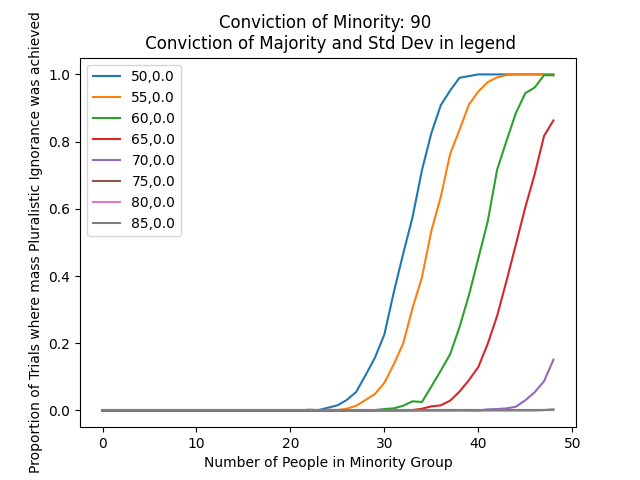 Conviction of Minority: 90
Conviction of Majority and Std Dev in legend
Proportion of Trials where mass Pluralistic Ignorance was achieved
1.0
0.8
0.6
0.4
0.2
0.0
50,0.0
55,0.0
60,0.0
65,0.0
70,0.0
75,0.0
80,0.0
85,0.0
0 10 20 30 40 50
Number of People in Minority Group